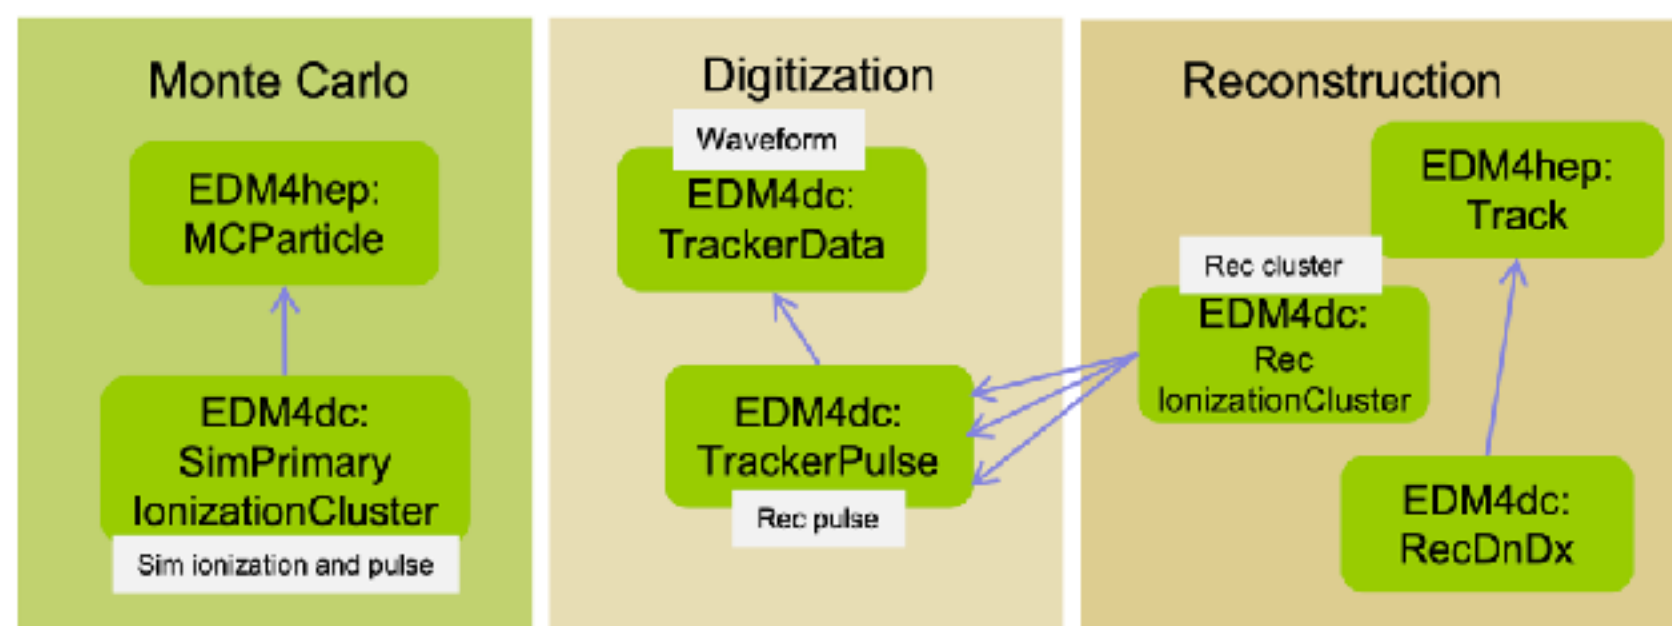 Monte Carlo
EDM4hep:
MCParticle
EDM4dc:
SimPrimary
IonizationCluster
Sim ionization and pulse
Digitization
Waveform
EDM4dc:
TrackerData
EDM4dc:
TrackerPulse
Rec pulse
Reconstruction
EDM4hep:
Track
Rec cluster
EDM4dc:
Rec
IonizationCluster
EDM4dc:
RecDnDx